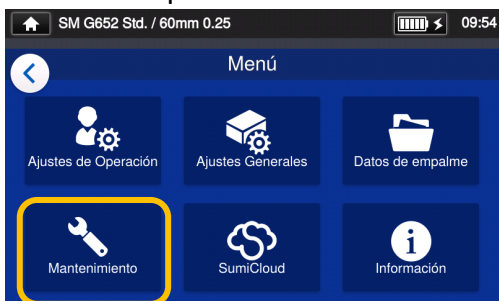 SM G652 Std. / 60mm 0.25
09:54
Menú
Ajustes de Operación
Ajustes Generales
Datos de empalme
Mantenimiento
SumiCloud
Información